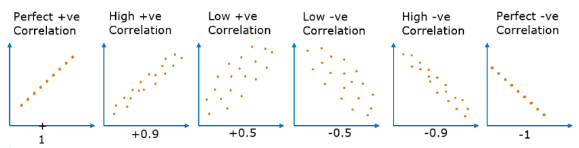 Perfect +ve
Correlation
High +ve
Correlation
Low +ve
Correlation
Low -ve
Correlation
High -ve
Correlation
Perfect -ve
Correlation
1
+0.9
+0.5
-0.5
-0.9
-1